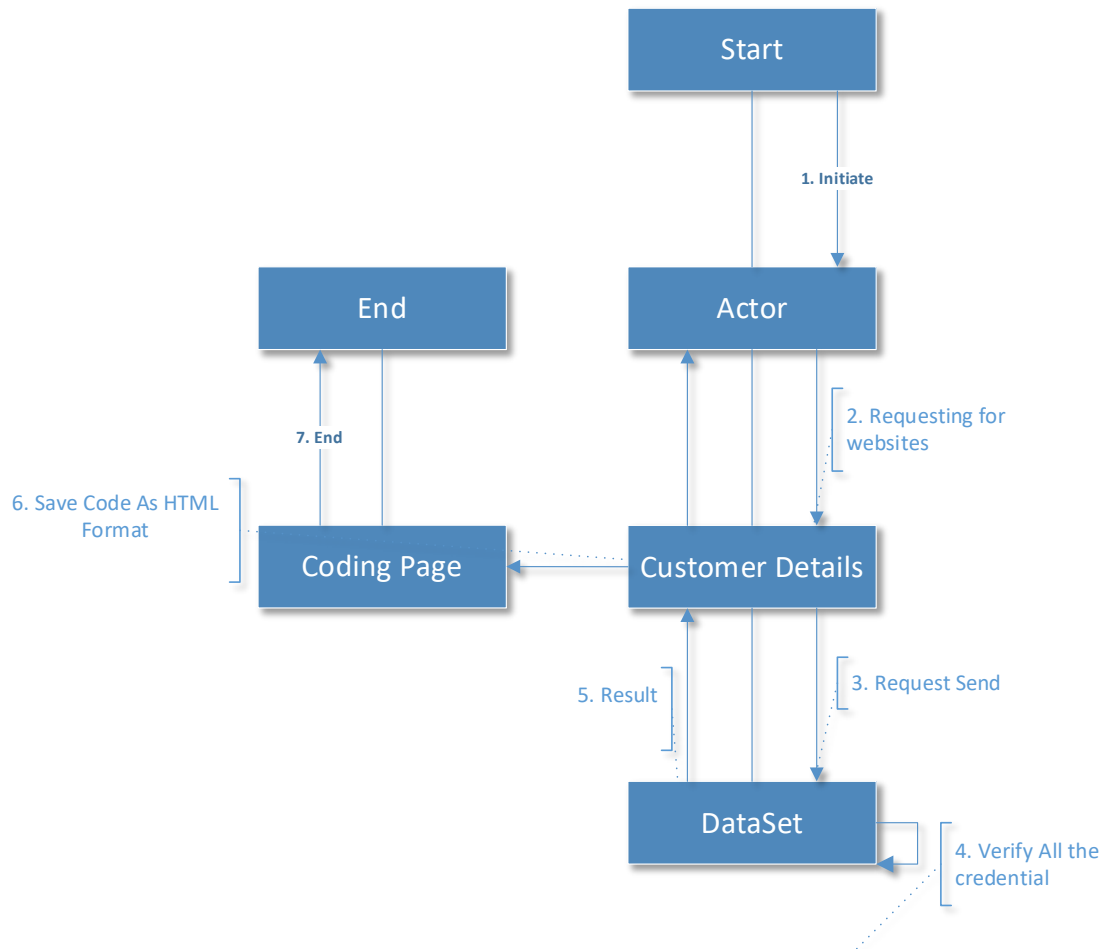 Start
1. Initiate
End
Actor
2. Requesting for
websites
7. End
6. Save Code As HTML
Format
Coding Page
Customer Details
5. Result
3. Request Send
DataSet
4. Verify All the
credential